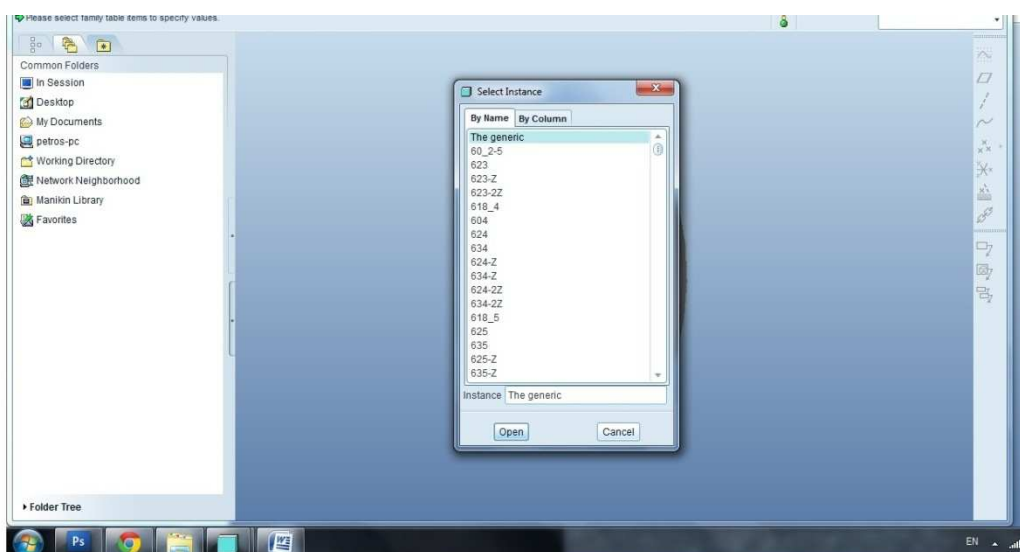 Please select family table items to specify values.
Common Folders
In Session
Desktop
My Documents
petros-pc
Working Directory
Network Neighborhood
Manikin Library
Favorites
Folder Tree
Select Instance
By Name By Column
The generic
60_2-5
623
623-Z
623-2Z
618_4
604
624
634
624-Z
634-Z
624-2Z
634-2Z
618_5
625
635
625-Z
635-Z
Instance The generic
Open Cancel
Ps
W
EN